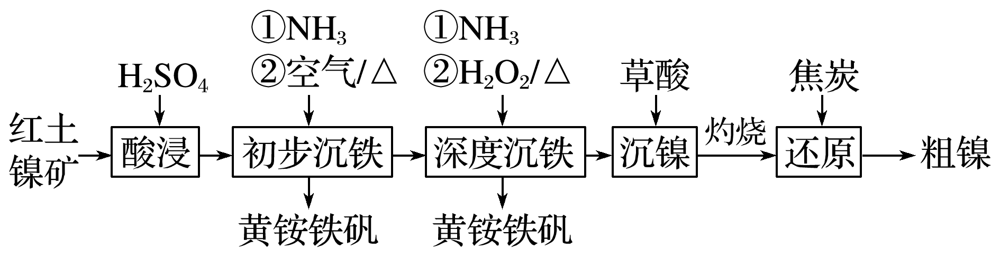 ①NH₃
②空气/△
①NH₃
②H₂O₂/△
H₂SO₄
草酸
焦炭
红土
镍矿
酸浸
初步沉铁
深度沉铁
沉镍
灼烧
还原
粗镍
黄铵铁矾
黄铵铁矾